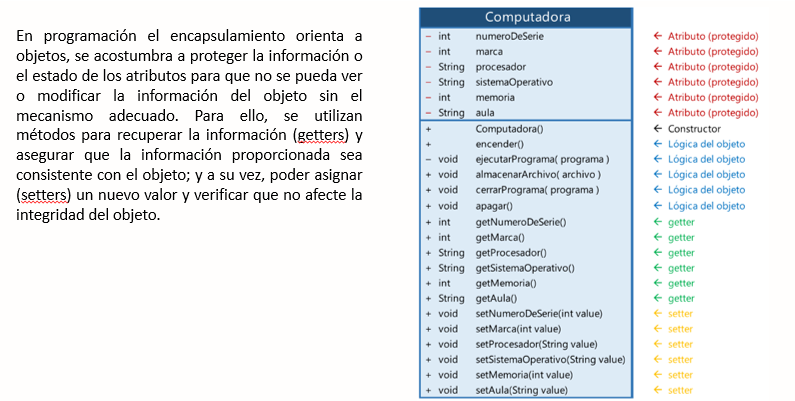 En programación el encapsulamiento orienta a
objetos, se acostumbra a proteger la información o
el estado de los atributos para que no se pueda ver
o modificar la información del objeto sin el
mecanismo adecuado. Para ello, se utilizan
métodos para recuperar la información (getters) y
asegurar que la información proporcionada sea
consistente con el objeto; y a su vez, poder asignar
(setters) un nuevo valor y verificar que no afecte la
integridad del objeto.
Computadora
- int numeroDeSerie ← Atributo (protegido)
- int marca ← Atributo (protegido)
- String procesador ← Atributo (protegido)
- String sistemaOperativo ← Atributo (protegido)
- int memoria ← Atributo (protegido)
- String aula ← Atributo (protegido)
+ Computadora() ← Constructor
+ encender() ← Lógica del objeto
- void ejecutarPrograma( programa ) ← Lógica del objeto
+ void almacenarArchivo( archivo ) ← Lógica del objeto
+ void cerrarPrograma( programa ) ← Lógica del objeto
+ void apagar() ← Lógica del objeto
+ int getNumeroDeSerie() ← getter
+ int getMarca() ← getter
+ String getProcesador() ← getter
+ String getSistemaOperativo() ← getter
+ int getMemoria() ← getter
+ String getAula() ← getter
+ void setNumeroDeSerie(int value) ← setter
+ void setMarca(int value) ← setter
+ void setProcesador(String value) ← setter
+ void setSistemaOperativo(String value) ← setter
+ void setMemoria(int value) ← setter
+ void setAula(String value) ← setter